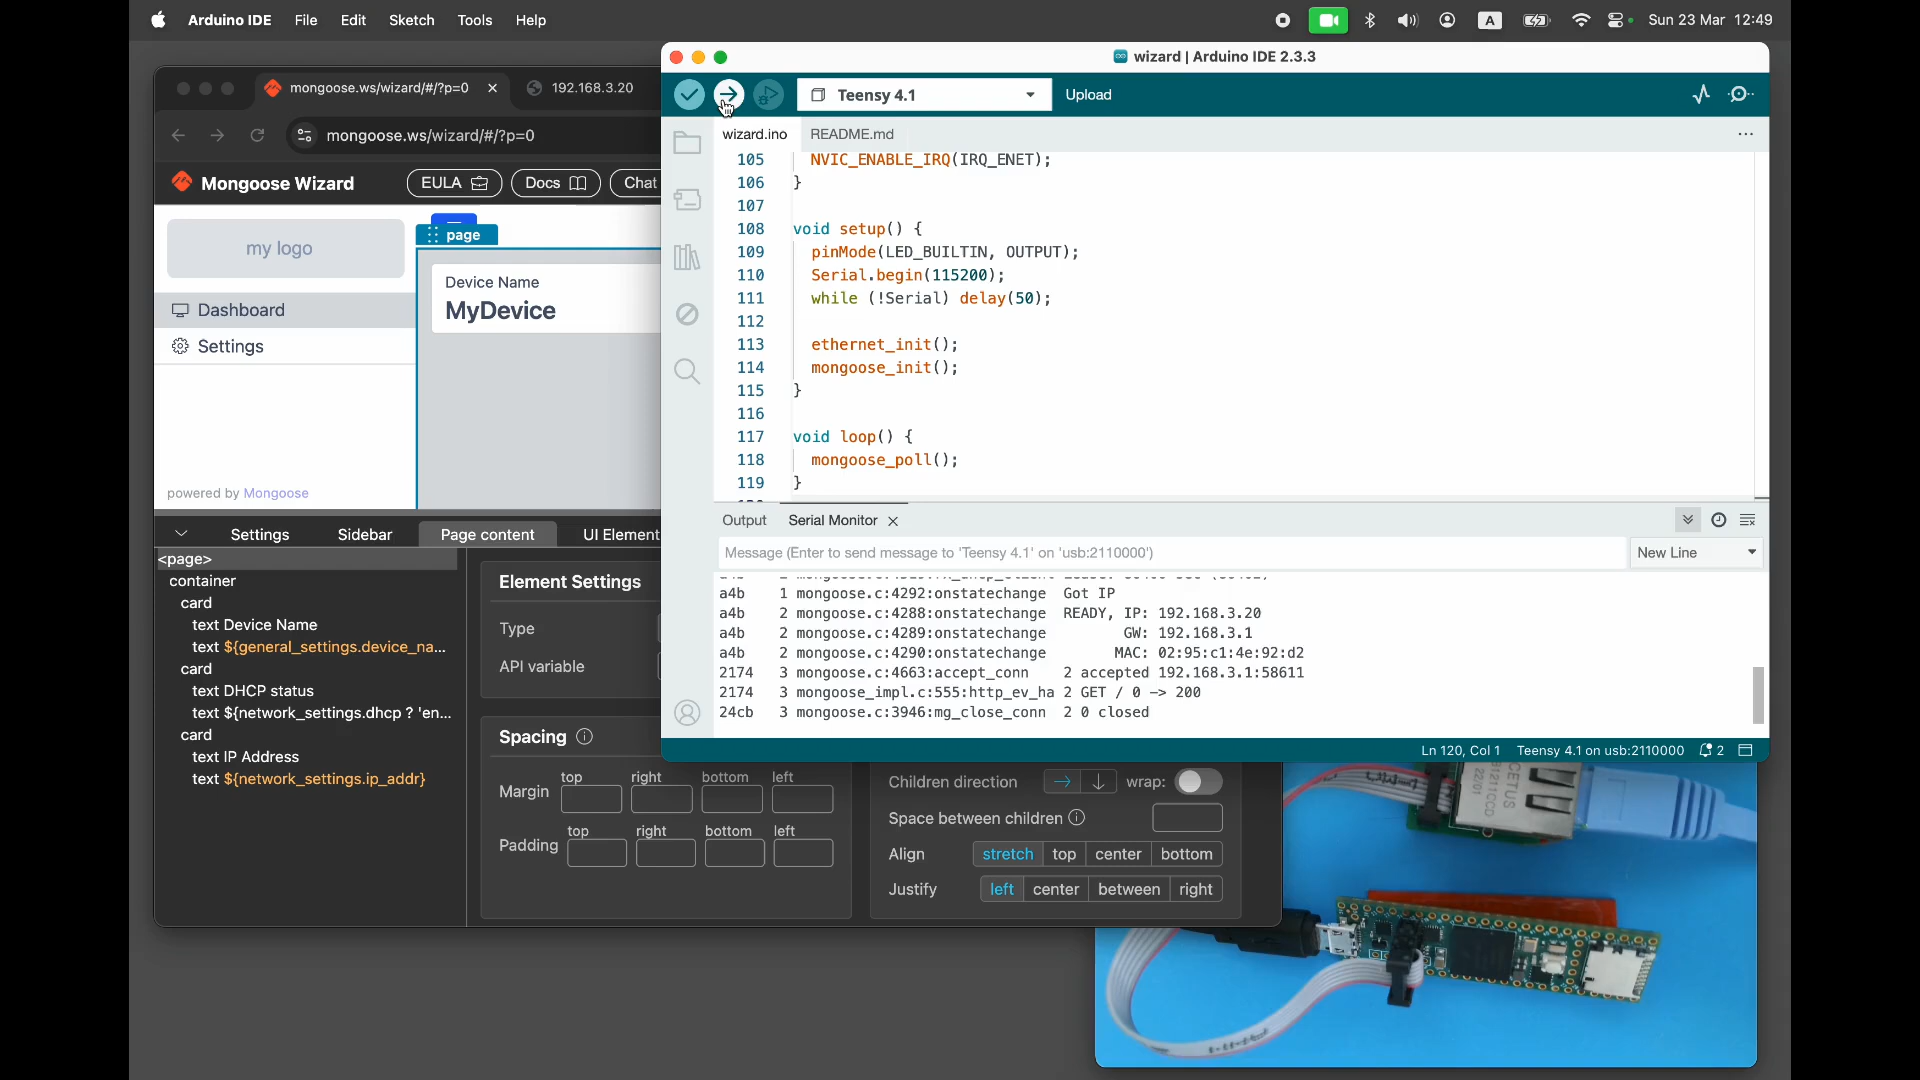 Arduino IDE File Edit Sketch Tools Help
A Sun 23 Mar 12:49
mongoose.ws/wizard/#/?p=0
192.168.3.20
mongoose.ws/wizard/#/?p=0
Mongoose Wizard
EULA
Docs
Chat
my logo
Dashboard
Settings
powered by Mongoose
page
Device Name
MyDevice
Settings Sidebar Page content UI Element
<page>
container
card
text Device Name
text ${general_settings.device_na...
card
text DHCP status
text ${network_settings.dhcp ? 'en...
card
text IP Address
text ${network_settings.ip_addr}
Element Settings
Type
API variable
Spacing
top right bottom left
Margin
top right bottom left
Padding
Children direction
wrap:
Space between children
Align stretch top center bottom
Justify left center between right
wizard | Arduino IDE 2.3.3
Teensy 4.1
Upload
wizard.ino README.md
105 NVIC_ENABLE_IRQ(IRQ_ENET);
106 }
107
108 void setup() {
109 pinMode(LED_BUILTIN, OUTPUT);
110 Serial.begin(115200);
111 while (!Serial) delay(50);
112
113 ethernet_init();
114 mongoose_init();
115 }
116
117 void loop() {
118 mongoose_poll();
119 }
Output Serial Monitor
Message (Enter to send message to 'Teensy 4.1' on 'usb:2110000')
New Line
a4b 1 mongoose.c:4292:onstatechange Got IP
a4b 2 mongoose.c:4288:onstatechange READY, IP: 192.168.3.20
a4b 2 mongoose.c:4289:onstatechange GW: 192.168.3.1
a4b 2 mongoose.c:4290:onstatechange MAC: 02:95:c1:4e:92:d2
2174 3 mongoose.c:4663:accept_conn 2 accepted 192.168.3.1:58611
2174 3 mongoose_impl.c:555:http_ev_ha 2 GET / 0 -> 200
24cb 3 mongoose.c:3946:mg_close_conn 2 0 closed
Ln 120, Col 1 Teensy 4.1 on usb:2110000 2